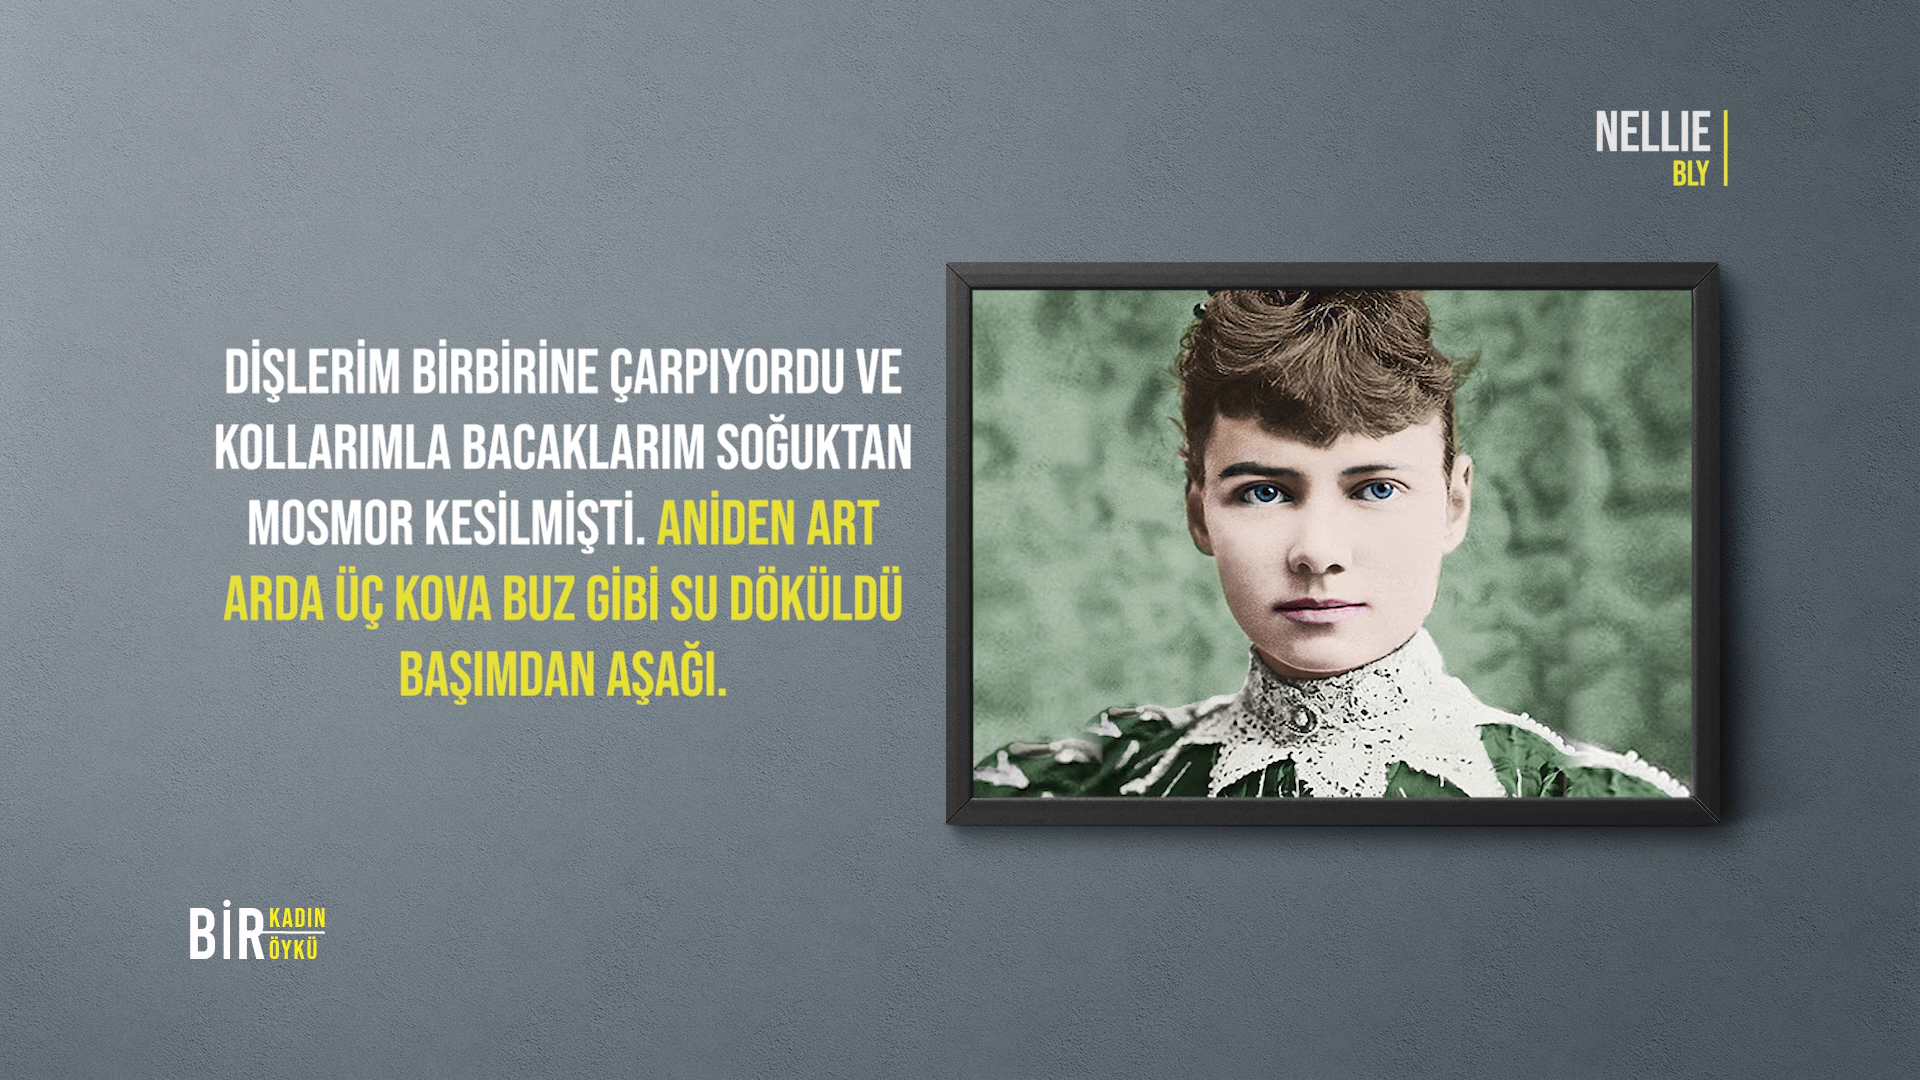 NELLIE
BLY
DİŞLERİM BİRBİRİNE ÇARPIYORDU VE
KOLLARIMLA BACAKLARIM SOĞUKTAN
MOSMOR KESİLMİŞTİ. ANİDEN ART
ARDA ÜÇ KOVA BUZ GİBİ SU DÖKÜLDÜ
BAŞIMDAN AŞAĞI.
BİR KADIN
ÖYKÜ